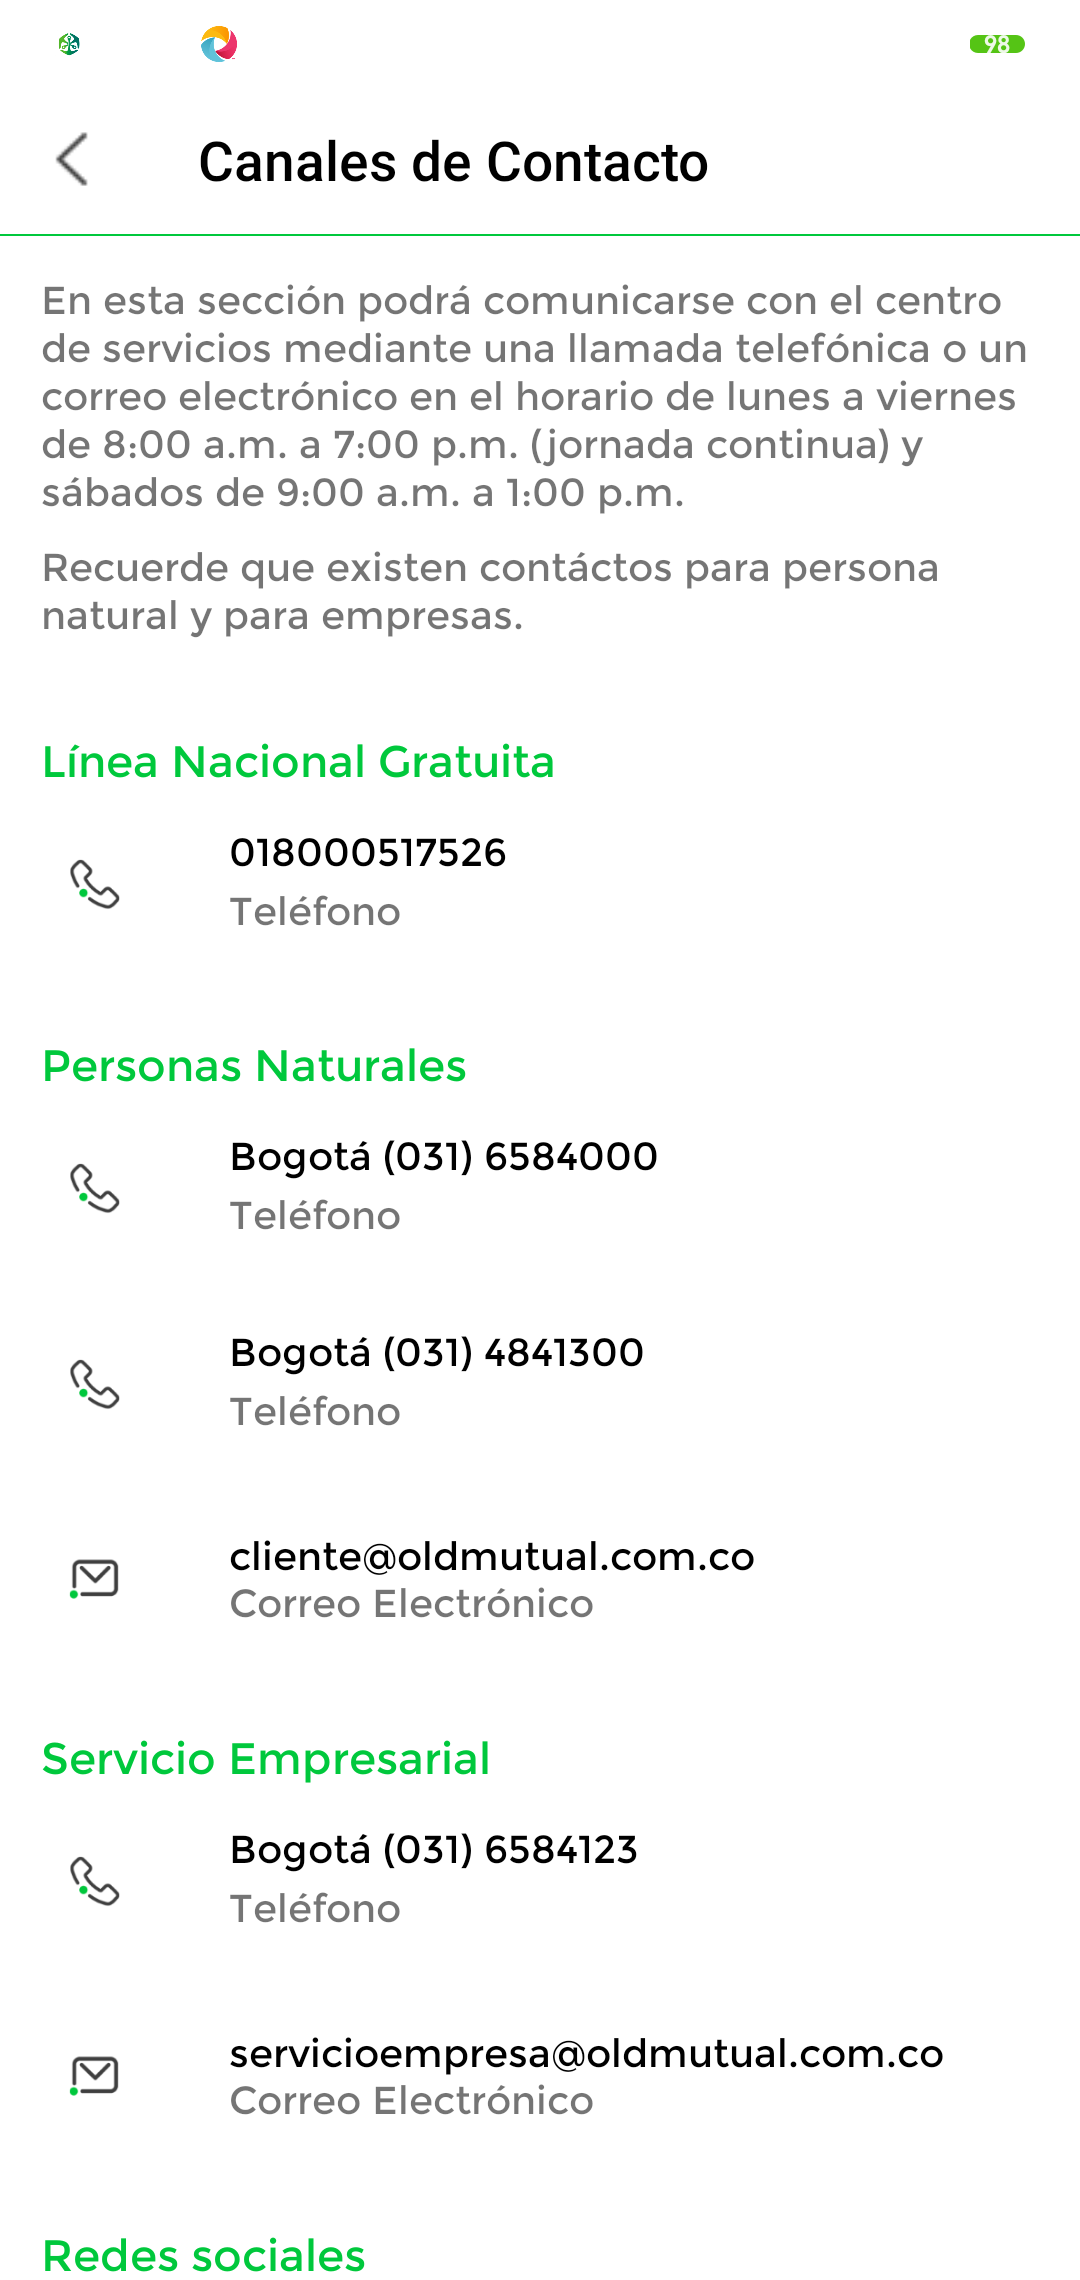 98
Canales de Contacto
En esta sección podrá comunicarse con el centro
de servicios mediante una llamada telefónica o un
correo electrónico en el horario de lunes a viernes
de 8:00 a.m. a 7:00 p.m. (jornada continua) y
sábados de 9:00 a.m. a 1:00 p.m.
Recuerde que existen contáctos para persona
natural y para empresas.
Línea Nacional Gratuita
018000517526
Teléfono
Personas Naturales
Bogotá (031) 6584000
Teléfono
Bogotá (031) 4841300
Teléfono
cliente@oldmutual.com.co
Correo Electrónico
Servicio Empresarial
Bogotá (031) 6584123
Teléfono
servicioempresa@oldmutual.com.co
Correo Electrónico
Redes sociales